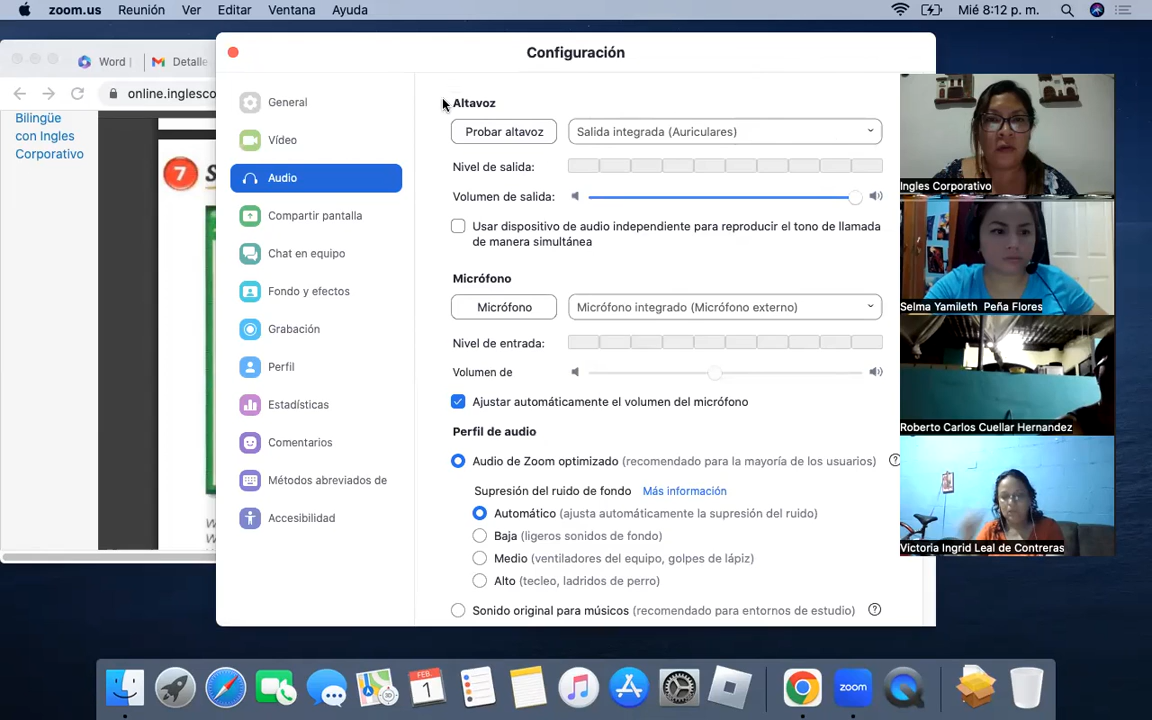 zoom.us Reunión Ver Editar Ventana Ayuda
Mié 8:12 p. m.
Word |
Detalle
online.inglesco
Bilingüe
con Ingles
Corporativo
7
Configuración
General
Vídeo
Audio
Compartir pantalla
Chat en equipo
Fondo y efectos
Grabación
Perfil
Estadísticas
Comentarios
Métodos abreviados de
Accesibilidad
Altavoz
Probar altavoz
Salida integrada (Auriculares)
Nivel de salida:
Volumen de salida:
Usar dispositivo de audio independiente para reproducir el tono de llamada
de manera simultánea
Micrófono
Micrófono
Micrófono integrado (Micrófono externo)
Nivel de entrada:
Volumen de
Ajustar automáticamente el volumen del micrófono
Perfil de audio
Audio de Zoom optimizado (recomendado para la mayoría de los usuarios)
?
Supresión del ruido de fondo Más información
Automático (ajusta automáticamente la supresión del ruido)
Baja (ligeros sonidos de fondo)
Medio (ventiladores del equipo, golpes de lápiz)
Alto (tecleo, ladridos de perro)
Sonido original para músicos (recomendado para entornos de estudio)
?
Ingles Corporativo
Selma Yamileth Peña Flores
Roberto Carlos Cuellar Hernandez
Victoria Ingrid Leal de Contreras
FEB.
1
zoom